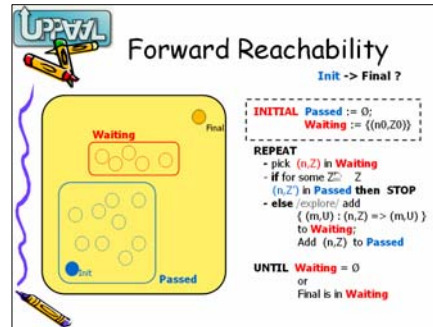 UPPAAL
Forward Reachability
Init -> Final ?
Final
Waiting
Init
Passed
INITIAL Passed := Ø;
Waiting := {(n0,Z0)}
REPEAT
- pick (n,Z) in Waiting
- if for some Z' Z
(n,Z') in Passed then STOP
- else /explore/ add
{ (m,U) : (n,Z) => (m,U) }
to Waiting;
Add (n,Z) to Passed
UNTIL Waiting = Ø
or
Final is in Waiting